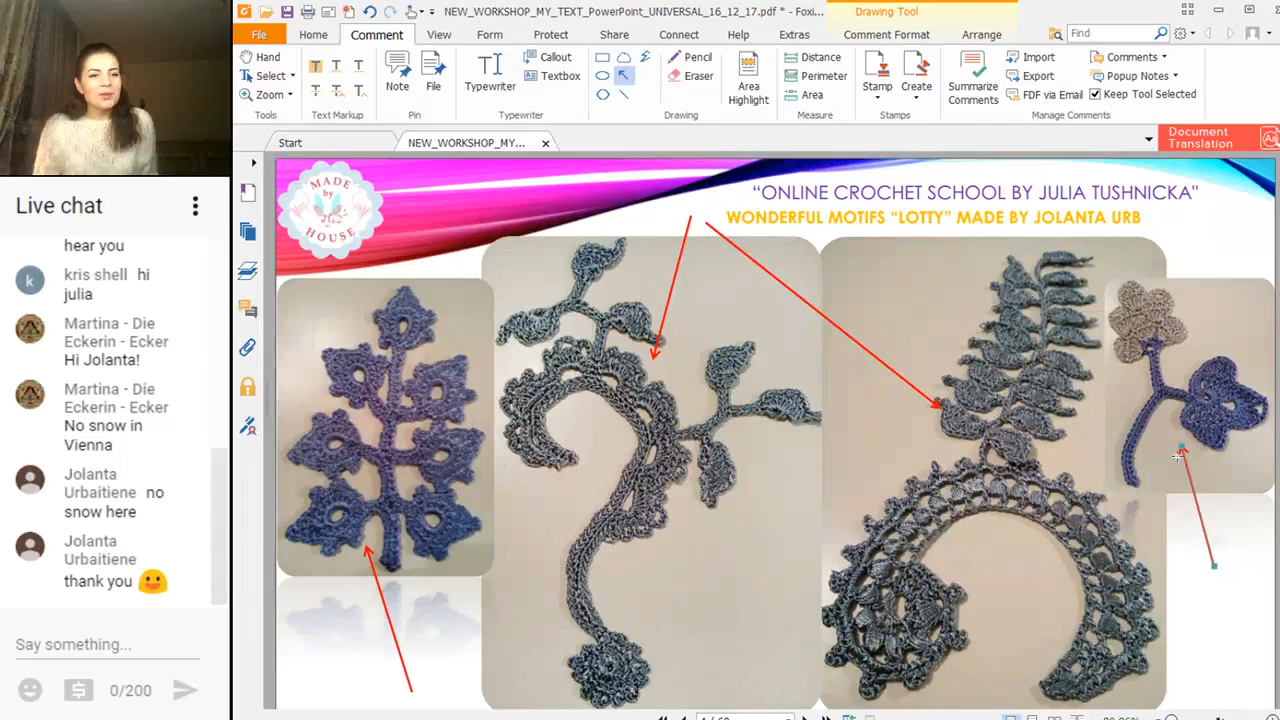 NEW_WORKSHOP_MY_TEXT_PowerPoint_UNIVERSAL_16_12_17.pdf * - Foxi...
Drawing Tool
File
Home
Comment
View
Form
Protect
Share
Connect
Help
Extras
Comment Format
Arrange
Find
Hand
Select
Zoom
Tools
Text Markup
Note
File
Pin
Typewriter
Callout
Textbox
Typewriter
Pencil
Eraser
Area
Highlight
Drawing
Distance
Perimeter
Area
Measure
Stamp
Create
Stamps
Summarize
Comments
Import
Export
FDF via Email
Comments
Popup Notes
Keep Tool Selected
Manage Comments
Start
NEW_WORKSHOP_MY...
Document
Translation
Live chat
hear you
kris shell hi
julia
Martina - Die
Eckerin - Ecker
Hi Jolanta!
Martina - Die
Eckerin - Ecker
No snow in
Vienna
Jolanta
Urbaitiene no
snow here
Jolanta
Urbaitiene
thank you
Say something...
0/200
MADE
by
HOUSE
"ONLINE CROCHET SCHOOL BY JULIA TUSHNICKA"
WONDERFUL MOTIFS "LOTTY" MADE BY JOLANTA URB